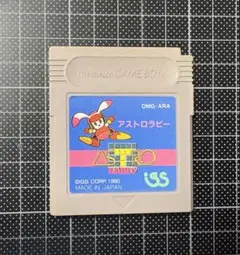 Nintendo GAME BOY
DMG-ARA
アストロラビー
ASTRO
RABBY
©IGS CORP. 1990
MADE IN JAPAN
igs